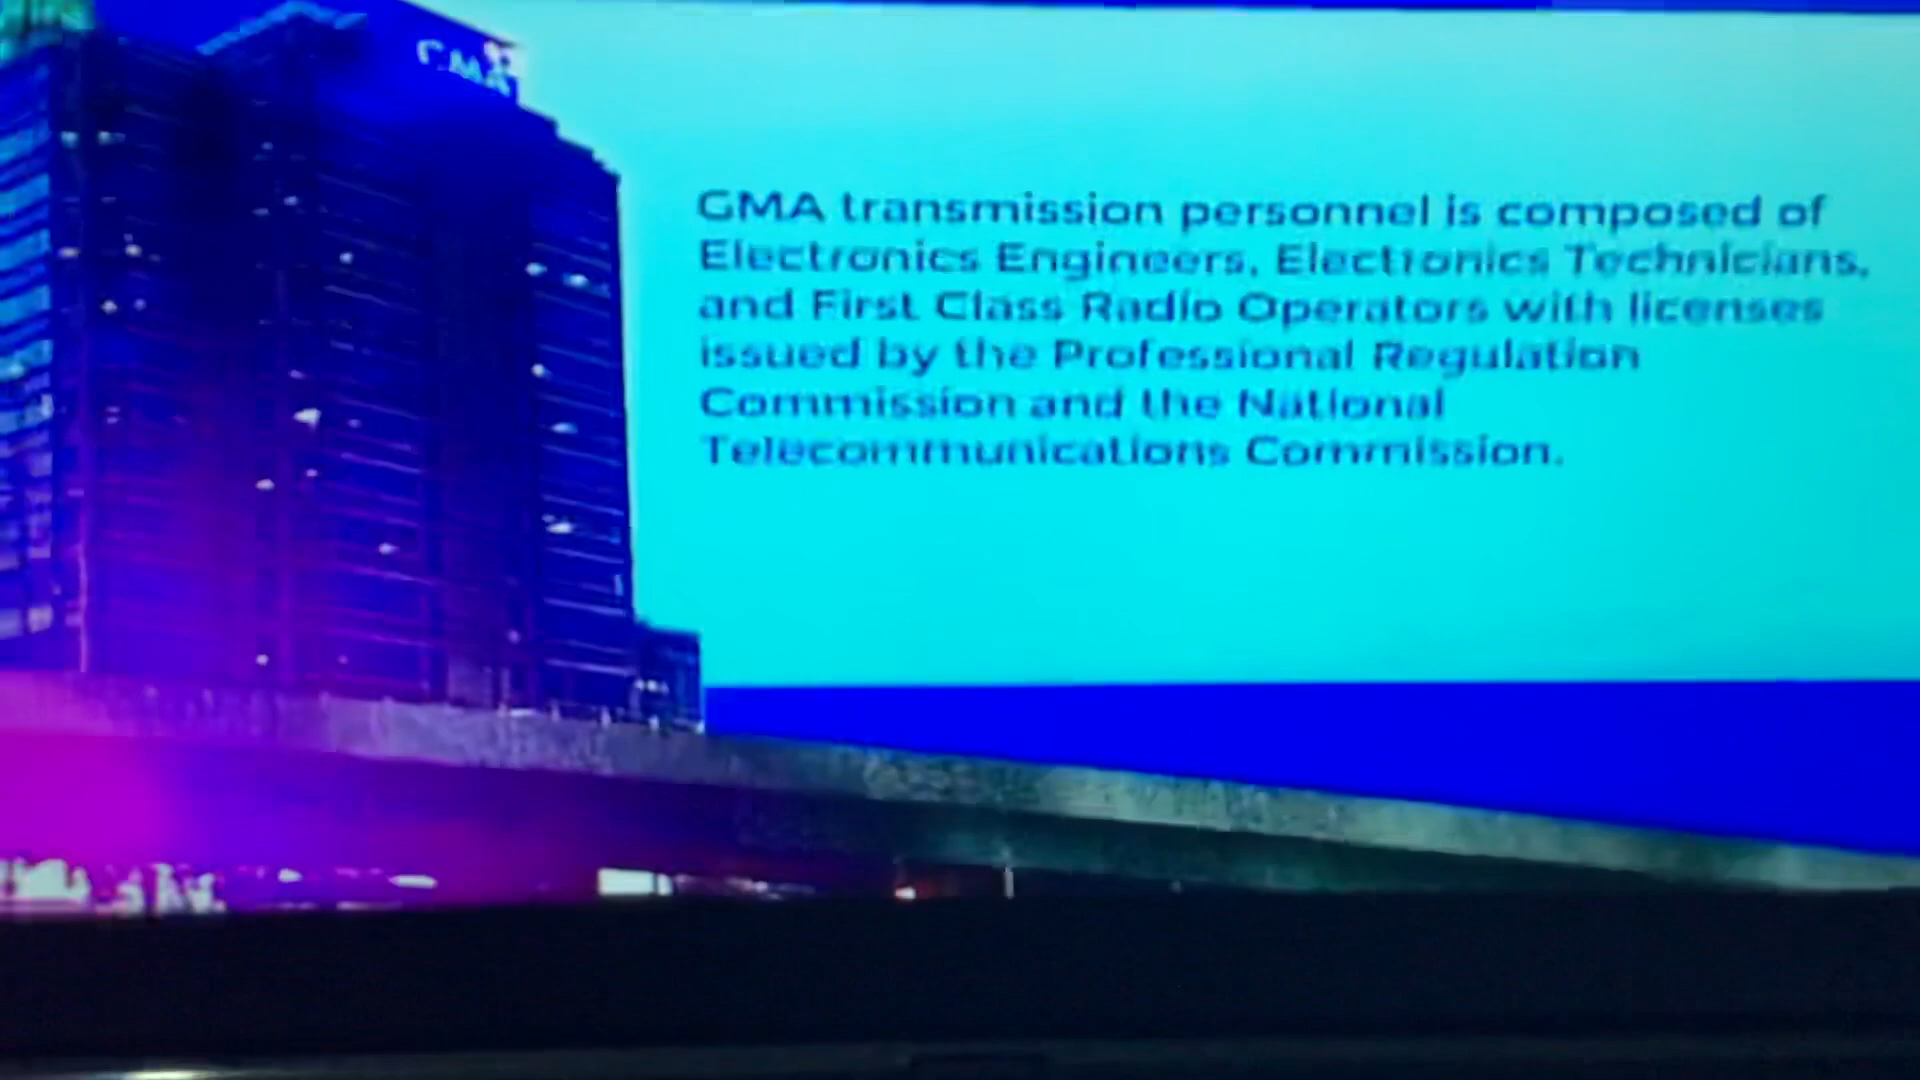 GMA
GMA transmission personnel is composed of
Electronics Engineers, Electronics Technicians,
and First Class Radio Operators with licenses
issued by the Professional Regulation
Commission and the National
Telecommunications Commission.